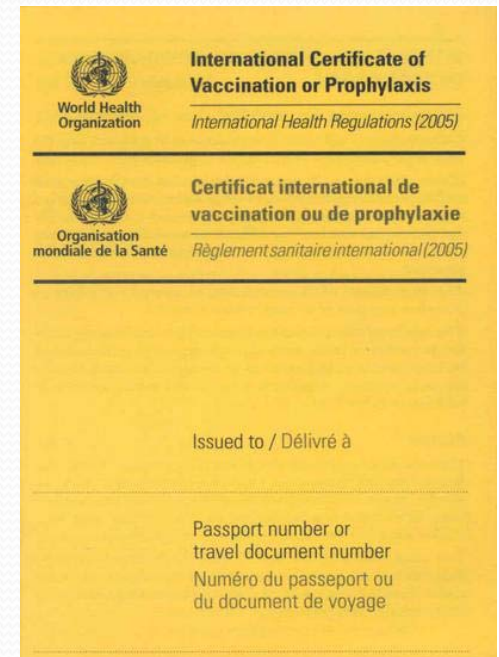 World Health
Organization
International Certificate of
Vaccination or Prophylaxis
International Health Regulations (2005)
Organisation
mondiale de la Santé
Certificat international de
vaccination ou de prophylaxie
Règlement sanitaire international (2005)
Issued to / Délivré à
Passport number or
travel document number
Numéro du passeport ou
du document de voyage